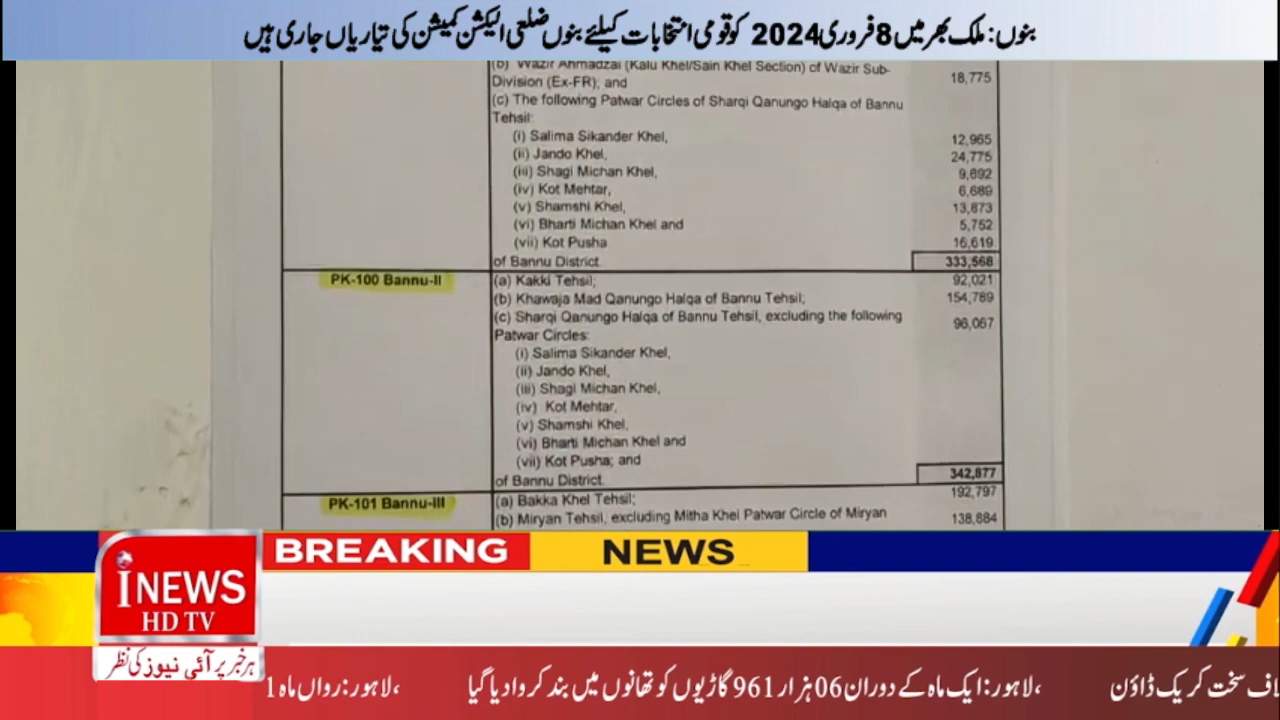 بنوں: ملک بھر میں 8 فروری 2024 کو قومی انتخابات کیلئے بنوں ضلعی الیکشن کمیشن کی تیاریاں جاری ہیں
(b) Wazir Ahmadzai (Kalu Khel/Sain Khel Section) of Wazir Sub-
Division (Ex-FR); and 18,775
(c) The following Patwar Circles of Sharqi Qanungo Halqa of Bannu
Tehsil:
(i) Salima Sikander Khel, 12,965
(ii) Jando Khel, 24,775
(iii) Shagi Michan Khel, 9,692
(iv) Kot Mehtar, 6,689
(v) Shamshi Khel, 13,873
(vi) Bharti Michan Khel and 5,752
(vii) Kot Pusha 16,619
of Bannu District. 333,568
PK-100 Bannu-II (a) Kakki Tehsil; 92,021
(b) Khawaja Mad Qanungo Halqa of Bannu Tehsil; 154,789
(c) Sharqi Qanungo Halqa of Bannu Tehsil, excluding the following 96,067
Patwar Circles:
(i) Salima Sikander Khel,
(ii) Jando Khel,
(iii) Shagi Michan Khel,
(iv) Kot Mehtar,
(v) Shamshi Khel,
(vi) Bharti Michan Khel and
(vii) Kot Pusha; and
of Bannu District. 342,877
PK-101 Bannu-III (a) Bakka Khel Tehsil; 192,797
(b) Miryan Tehsil, excluding Mitha Khel Patwar Circle of Miryan 138,884
BREAKING NEWS
iNEWS
HD TV
ہر خبر پر آئی نیوز کی نظر
سخت کریک ڈاؤن ،لاہور: ایک ماہ کے دوران 06 ہزار 961 گاڑیوں کو تھانوں میں بند کروا دیا گیا ،لاہور: رواں ماہ 1